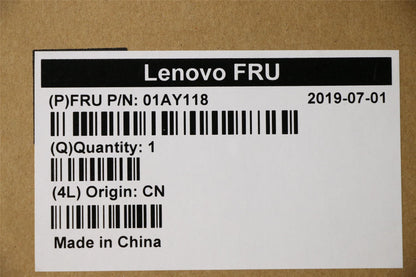 Lenovo FRU
(P)FRU P/N: 01AY118 2019-07-01
(Q)Quantity: 1
(4L) Origin: CN
Made in China